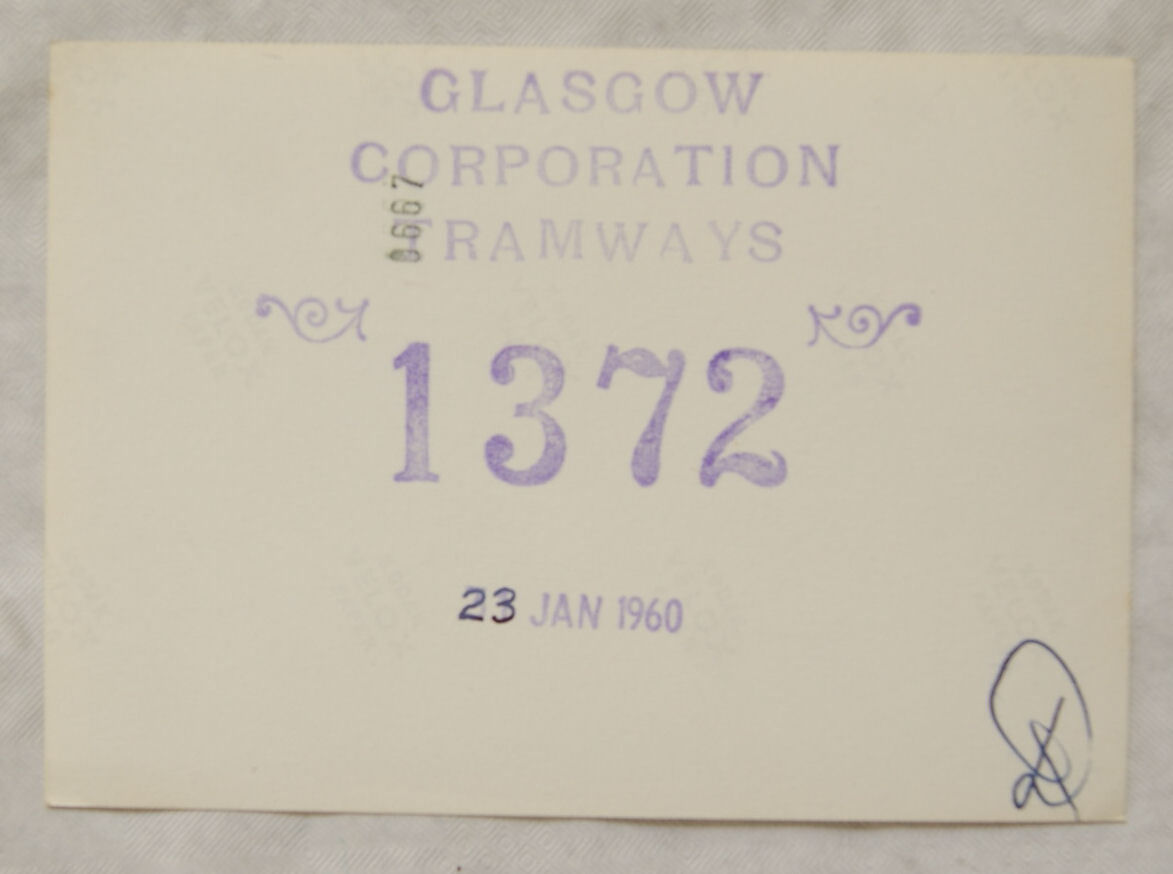 GLASGOW
CORPORATION
TRAMWAYS
0667
1372
23 JAN 1960